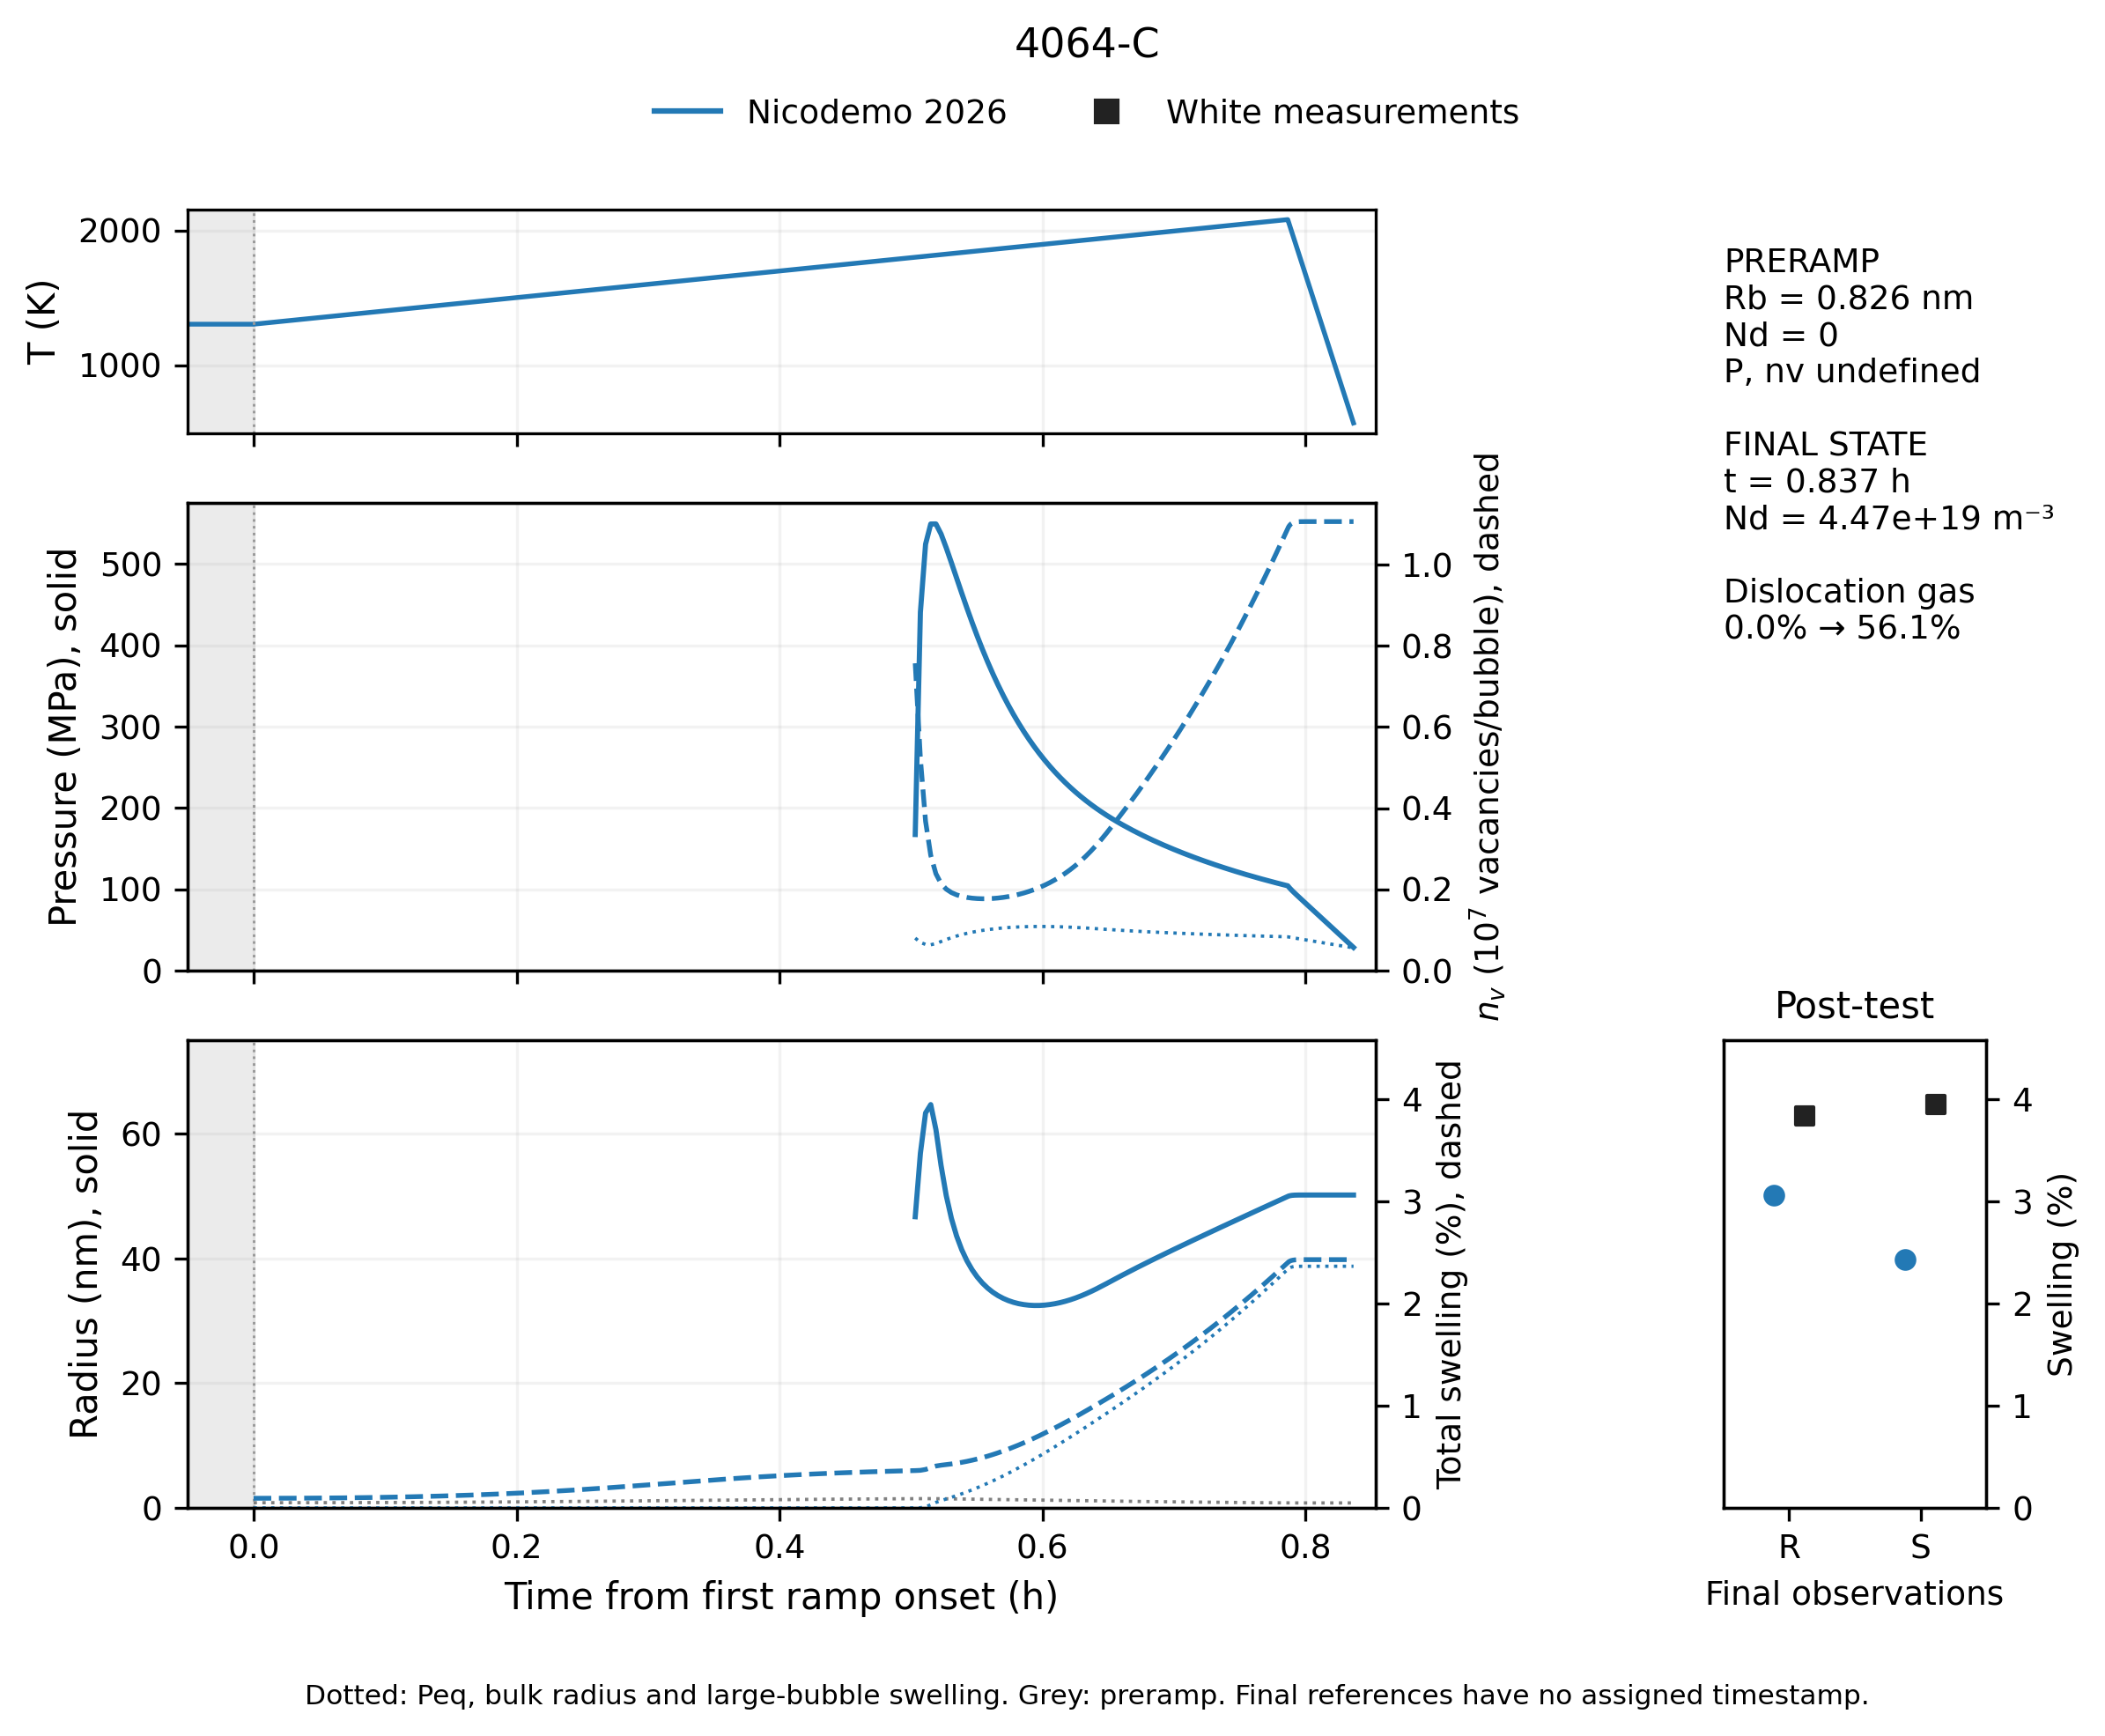 4064-C
Nicodemo 2026
White measurements
T (K)
2000
1000
PRERAMP
Rb = 0.826 nm
Nd = 0
P, nv undefined
FINAL STATE
t = 0.837 h
Nd = 4.47e+19 m⁻³
Dislocation gas
0.0% → 56.1%
Pressure (MPa), solid
500
400
300
200
100
0
1.0
0.8
0.6
0.4
0.2
0.0
nᵥ (10⁷ vacancies/bubble), dashed
Radius (nm), solid
60
40
20
0
4
3
2
1
0
Total swelling (%), dashed
0.0
0.2
0.4
0.6
0.8
Time from first ramp onset (h)
Post-test
4
3
2
1
0
Swelling (%)
R
S
Final observations
Dotted: Peq, bulk radius and large-bubble swelling. Grey: preramp. Final references have no assigned timestamp.